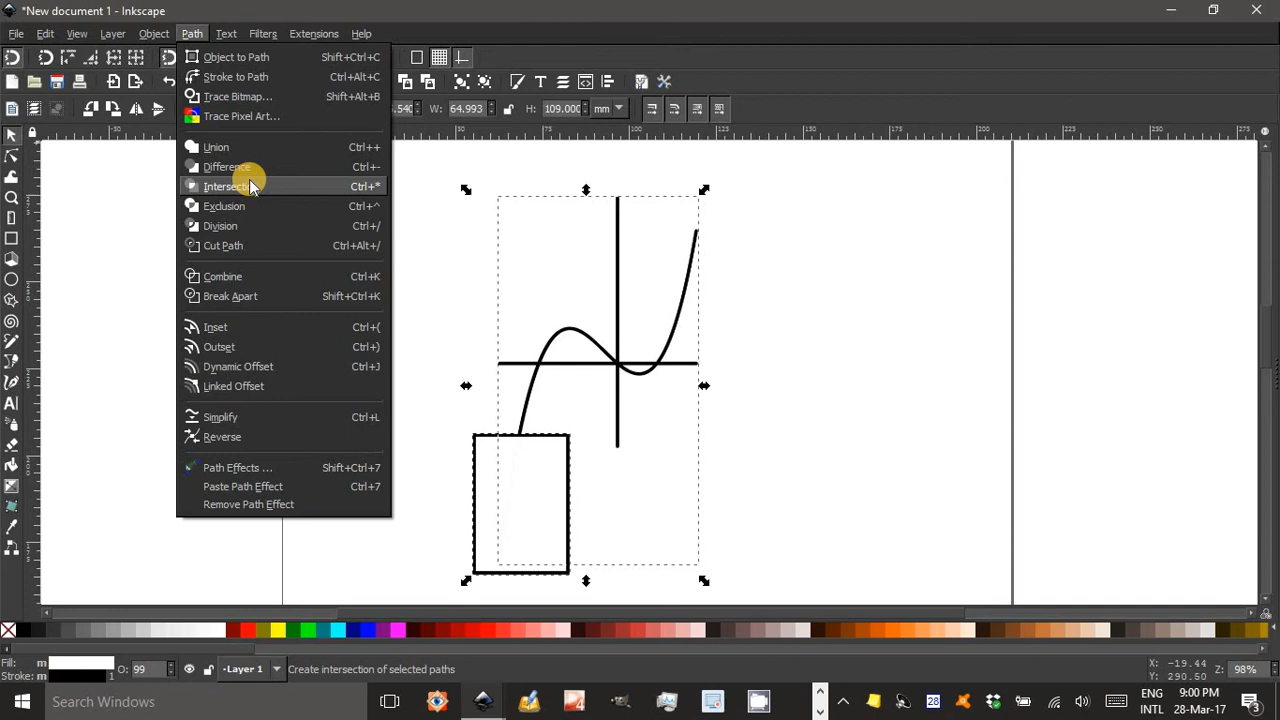 *New document 1 - Inkscape
File Edit View Layer Object Path Text Filters Extensions Help
Object to Path Shift+Ctrl+C
Stroke to Path Ctrl+Alt+C
Trace Bitmap... Shift+Alt+B
Trace Pixel Art...
W: 64.993 H: 109.000 mm
Union Ctrl++
Difference Ctrl+-
Intersection Ctrl+*
Exclusion Ctrl+^
Division Ctrl+/
Cut Path Ctrl+Alt+/
Combine Ctrl+K
Break Apart Shift+Ctrl+K
Inset Ctrl+(
Outset Ctrl+)
Dynamic Offset Ctrl+J
Linked Offset
Simplify Ctrl+L
Reverse
Path Effects ... Shift+Ctrl+7
Paste Path Effect Ctrl+7
Remove Path Effect
Fill: m
Stroke: m 1 O: 99 Layer 1 Create intersection of selected paths X: -19.44 Y: 290.50 Z: 98%
Search Windows 28 ENG INTL 9:00 PM 28-Mar-17 3